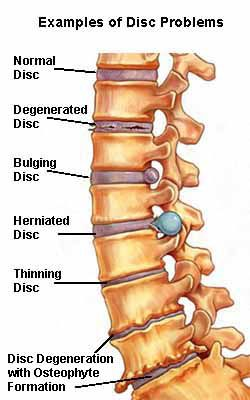 Examples of Disc Problems
Normal
Disc
Degenerated
Disc
Bulging
Disc
Herniated
Disc
Thinning
Disc
Disc Degeneration
with Osteophyte
Formation